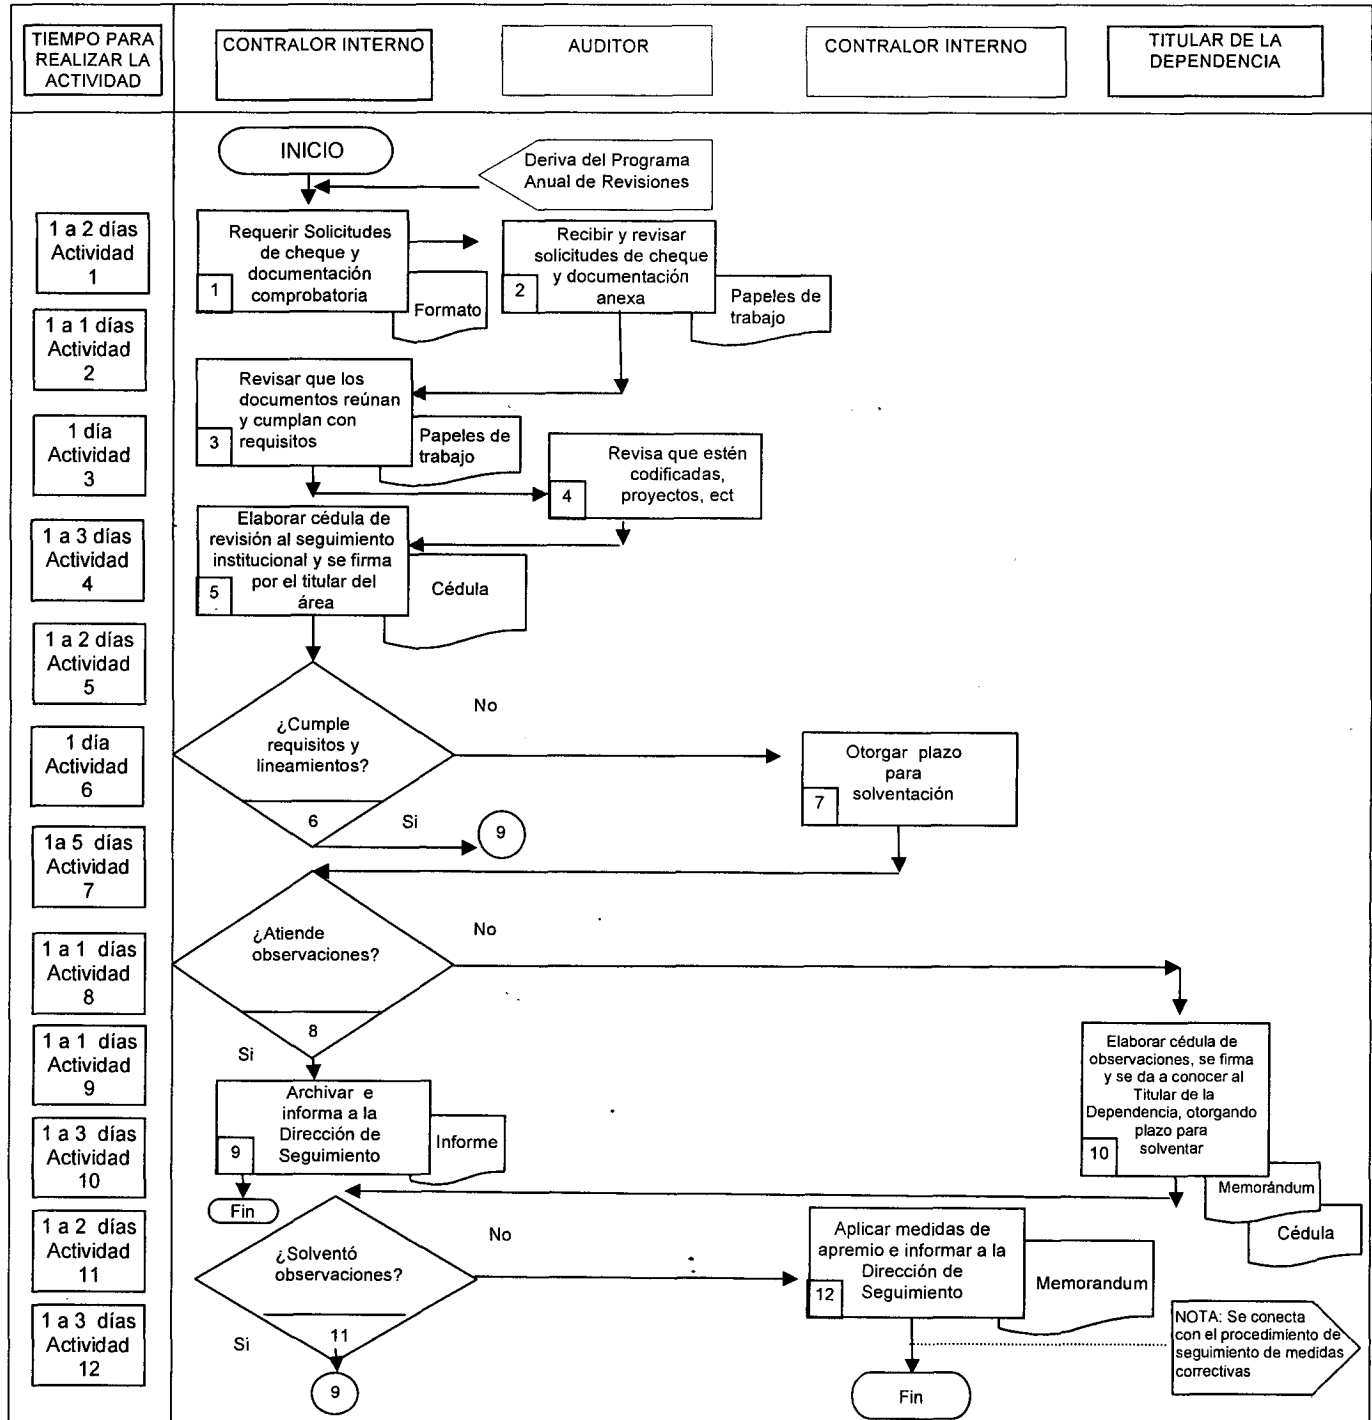 TIEMPO PARA
REALIZAR LA
ACTIVIDAD
CONTRALOR INTERNO
AUDITOR
CONTRALOR INTERNO
TITULAR DE LA
DEPENDENCIA
INICIO
Deriva del Programa
Anual de Revisiones
1 a 2 días
Actividad
1
Requerir Solicitudes
de cheque y
documentación
comprobatoria
1
Formato
Recibir y revisar
solicitudes de cheque
y documentación
anexa
2
Papeles de
trabajo
1 a 1 días
Actividad
2
Revisar que los
documentos reúnan
y cumplan con
requisitos
3
Papeles de
trabajo
1 día
Actividad
3
Revisa que estén
codificadas,
proyectos, ect
4
1 a 3 días
Actividad
4
Elaborar cédula de
revisión al seguimiento
institucional y se firma
por el titular del
área
5
Cédula
1 a 2 días
Actividad
5
¿Cumple
requisitos y
lineamientos?
6
No
Si
9
1 día
Actividad
6
Otorgar plazo
para
solventación
7
1a 5 días
Actividad
7
¿Atiende
observaciones?
8
No
Si
1 a 1 días
Actividad
8
1 a 1 días
Actividad
9
Archivar e
informa a la
Dirección de
Seguimiento
9
Informe
Fin
Elaborar cédula de
observaciones, se firma
y se da a conocer al
Titular de la
Dependencia, otorgando
plazo para
solventar
10
Memorándum
Cédula
1 a 3 días
Actividad
10
1 a 2 días
Actividad
11
¿Solventó
observaciones?
11
No
Si
9
Aplicar medidas de
apremio e informar a la
Dirección de
Seguimiento
12
Memorandum
1 a 3 días
Actividad
12
NOTA: Se conecta
con el procedimiento de
seguimiento de medidas
correctivas
Fin